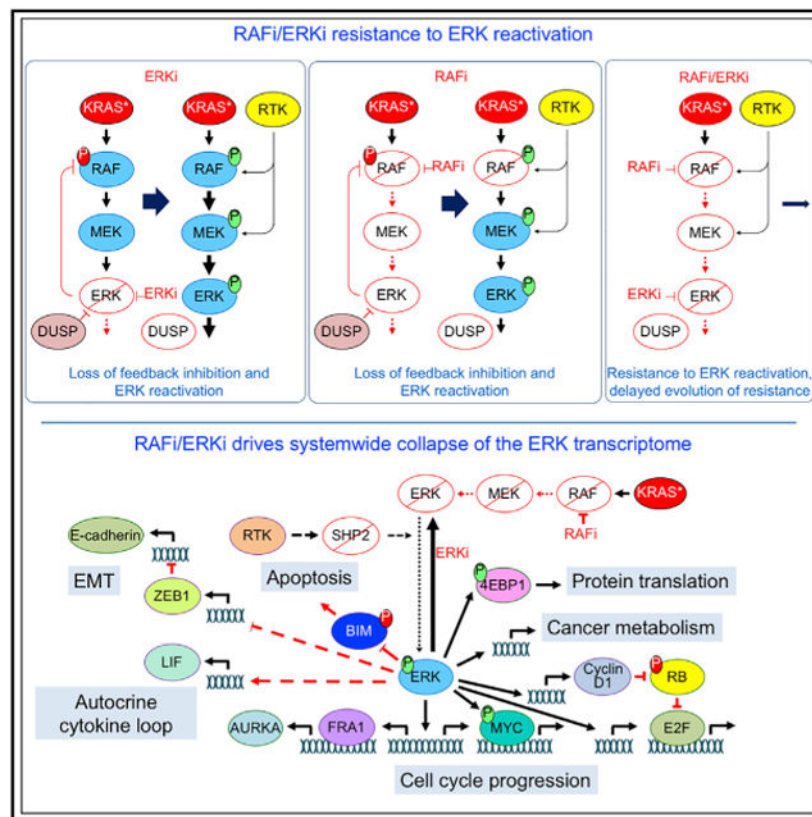 RAFi/ERKi resistance to ERK reactivation
ERKi
KRAS*
KRAS*
RTK
P
RAF
RAF
P
MEK
MEK
P
ERK
ERKi
ERK
P
DUSP
DUSP
Loss of feedback inhibition and
ERK reactivation
RAFi
KRAS*
KRAS*
RTK
P
RAF
RAFi
RAF
P
MEK
MEK
P
ERK
ERK
P
DUSP
DUSP
Loss of feedback inhibition and
ERK reactivation
RAFi/ERKi
KRAS*
RTK
RAFi
RAF
MEK
ERKi
ERK
DUSP
Resistance to ERK reactivation,
delayed evolution of resistance
RAFi/ERKi drives systemwide collapse of the ERK transcriptome
ERK
MEK
RAF
KRAS*
RAFi
E-cadherin
RTK
SHP2
ERKi
EMT
Apoptosis
P
4EBP1
Protein translation
ZEB1
BIM
P
Cancer metabolism
LIF
P
ERK
Cyclin
D1
P
RB
Autocrine
cytokine loop
AURKA
FRA1
P
MYC
E2F
Cell cycle progression